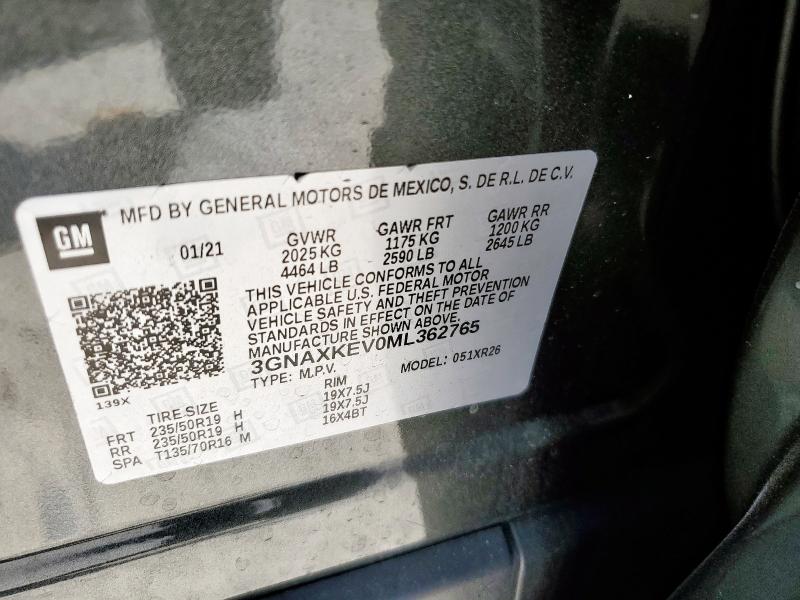 GM
MFD BY GENERAL MOTORS DE MEXICO, S. DE R.L. DE C.V.
01/21
GVWR
2025 KG
4464 LB
GAWR FRT
1175 KG
2590 LB
GAWR RR
1200 KG
2645 LB
THIS VEHICLE CONFORMS TO ALL
APPLICABLE U.S. FEDERAL MOTOR
VEHICLE SAFETY AND THEFT PREVENTION
STANDARDS IN EFFECT ON THE DATE OF
MANUFACTURE SHOWN ABOVE.
3GNAXKEV0ML362765
TYPE: M.P.V.
MODEL: 051XR26
139X
TIRE SIZE
RIM
FRT 235/50R19 H 19X7.5J
RR 235/50R19 H 19X7.5J
SPA T135/70R16 M 16X4BT